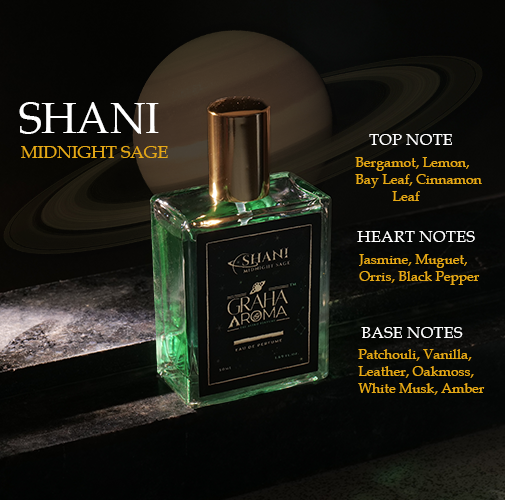 SHANI
MIDNIGHT SAGE
TOP NOTE
Bergamot, Lemon,
Bay Leaf, Cinnamon
Leaf
HEART NOTES
Jasmine, Muguet,
Orris, Black Pepper
BASE NOTES
Patchouli, Vanilla,
Leather, Oakmoss,
White Musk, Amber
SHANI
MIDNIGHT SAGE
GRAHA
AROMA
EAU DE PERFUME